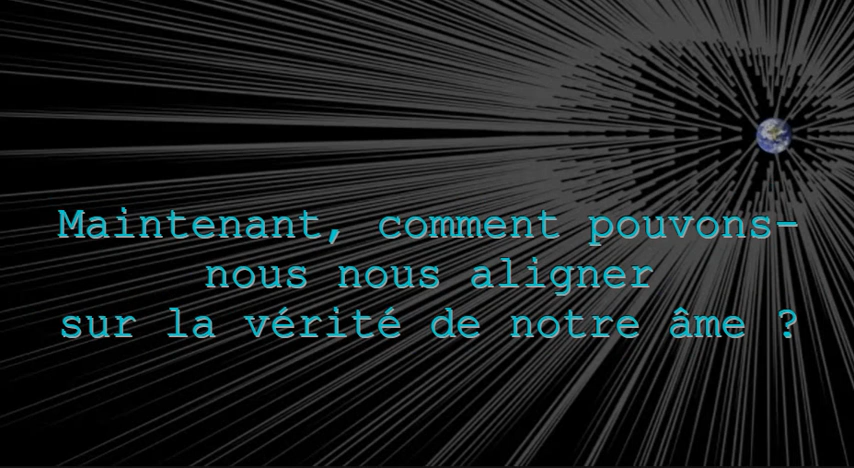 Maintenant, comment pouvons-
nous nous aligner
sur la vérité de notre âme ?